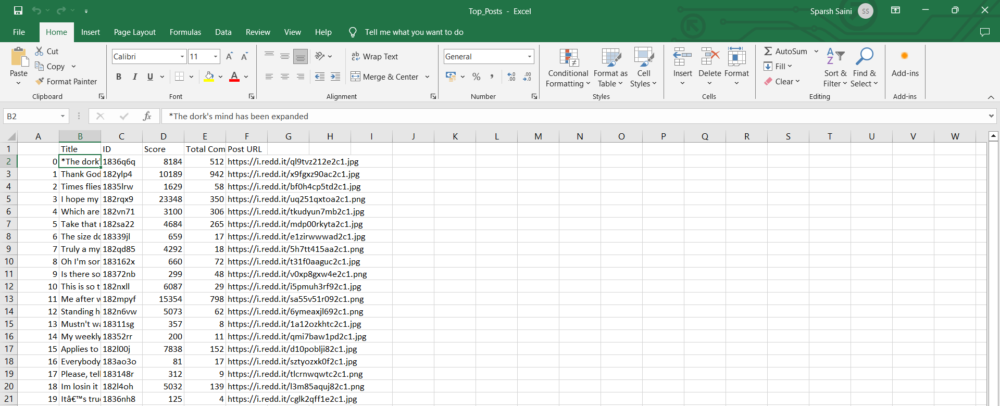 Top_Posts - Excel
Sparsh Saini SS
File Home Insert Page Layout Formulas Data Review View Help Tell me what you want to do
Paste
Cut
Copy
Format Painter
Clipboard
Calibri 11 A A
B I U A
Font
ab Wrap Text
Merge & Center
Alignment
General
% ,
Number
Conditional Formatting
Format as Table
Cell Styles
Styles
Insert Delete Format
Cells
AutoSum
Fill
Clear
Sort & Filter
Find & Select
Editing
Add-ins
Add-ins
B2 fx *The dork's mind has been expanded
A B C D E F G H I J K L M N O P Q R S T U V W
1 Title ID Score Total Com Post URL
2 0 *The dork' 1836q6q 8184 512 https://i.redd.it/ql9tvz212e2c1.jpg
3 1 Thank God 182ylp4 10189 942 https://i.redd.it/x9fgxz90ac2c1.jpg
4 2 Times flies 1835lrw 1629 58 https://i.redd.it/bf0h4cp5td2c1.jpg
5 3 I hope my 182rqx9 23348 350 https://i.redd.it/uq251qxtoa2c1.png
6 4 Which are 182vn71 3100 306 https://i.redd.it/tkudyun7mb2c1.jpg
7 5 Take that 182sa22 4684 265 https://i.redd.it/mdp00rkyta2c1.jpg
8 6 The size do 18339jl 659 17 https://i.redd.it/e1zirwwwad2c1.jpg
9 7 Truly a my 182qd85 4292 18 https://i.redd.it/5h7tt415aa2c1.png
10 8 Oh I'm sor 183162x 660 72 https://i.redd.it/t31f0aaguc2c1.jpg
11 9 Is there so 18372nb 299 48 https://i.redd.it/v0xp8gxw4e2c1.png
12 10 This is so t 182nxll 6087 29 https://i.redd.it/i5pmuh3rf92c1.jpg
13 11 Me after w 182mpyf 15354 798 https://i.redd.it/sa55v51r092c1.png
14 12 Standing h 182n6vw 5073 62 https://i.redd.it/6ymeaxjl692c1.png
15 13 Mustn't wa 18311sg 357 8 https://i.redd.it/1a12ozkhtc2c1.jpg
16 14 My weekly 18352rr 200 11 https://i.redd.it/qmi7baw1pd2c1.jpg
17 15 Applies to 182l00j 7838 152 https://i.redd.it/d10poblji82c1.jpg
18 16 Everybody 183ao3o 81 17 https://i.redd.it/sztyozxk0f2c1.jpg
19 17 Please, tell 183148r 312 9 https://i.redd.it/tlcrnwqwtc2c1.png
20 18 Im losin it 182l4oh 5032 139 https://i.redd.it/l3m85aquj82c1.png
21 19 Itâ€™s tru 1836nh8 125 4 https://i.redd.it/cglk2qff1e2c1.jpg